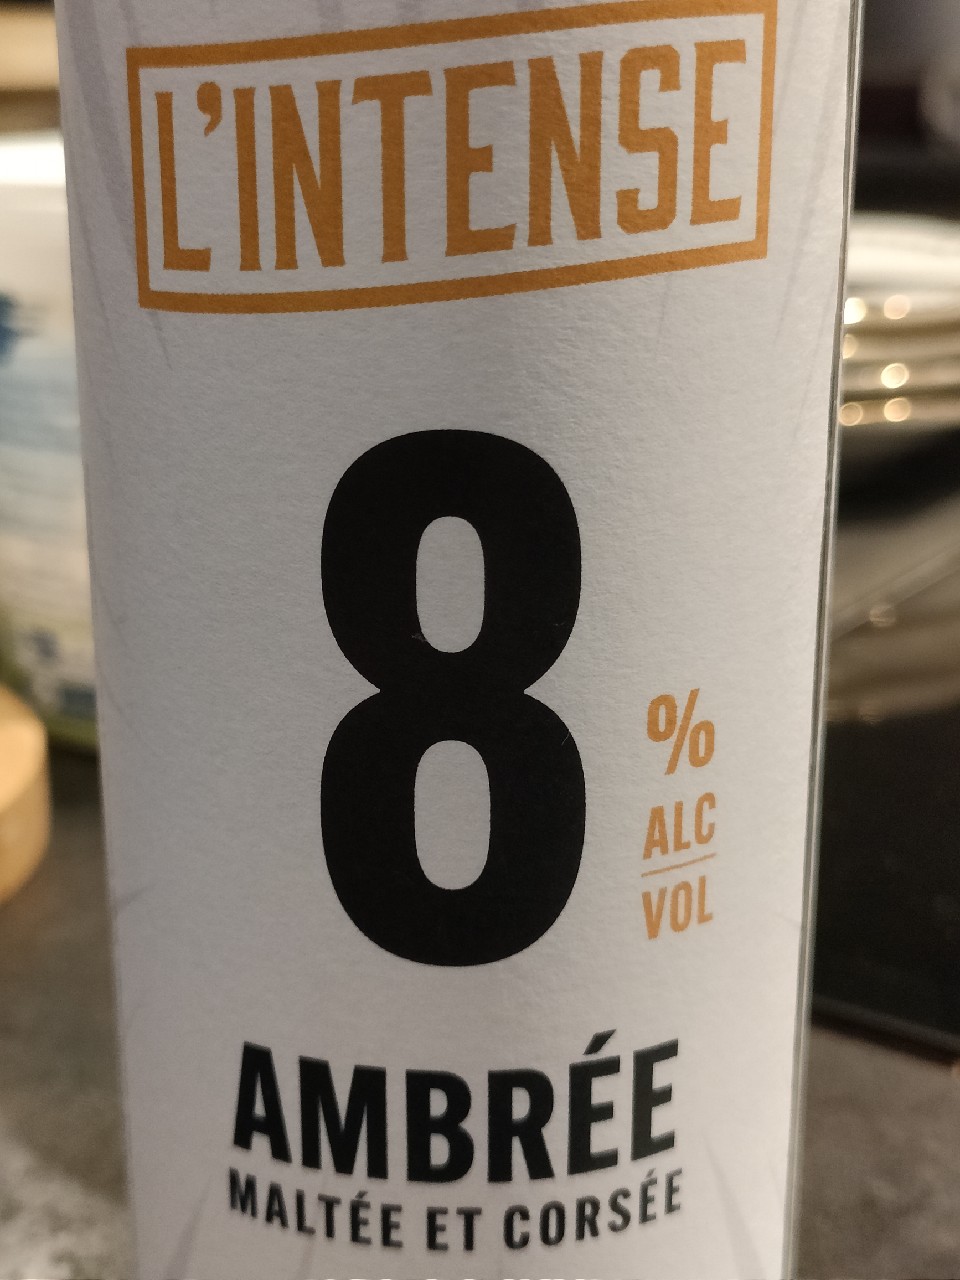 L'INTENSE
8
%
ALC
VOL
AMBRÉE
MALTÉE ET CORSÉE